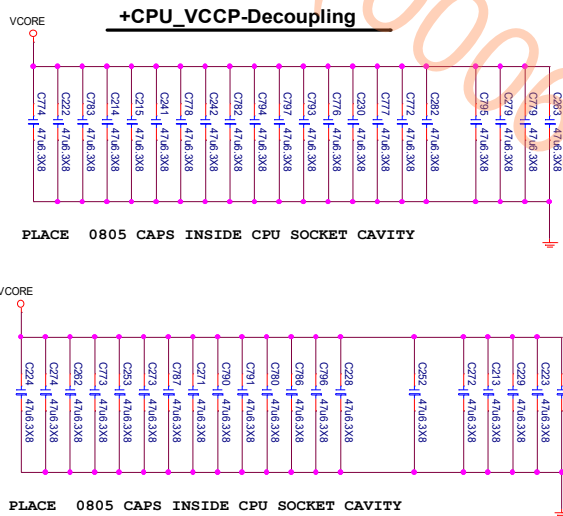 +CPU_VCCP-Decoupling
VCORE
C774 47u6.3X8
C222 47u6.3X8
C783 47u6.3X8
C214 47u6.3X8
C215 47u6.3X8
C241 47u6.3X8
C778 47u6.3X8
C242 47u6.3X8
C782 47u6.3X8
C794 47u6.3X8
C797 47u6.3X8
C793 47u6.3X8
C776 47u6.3X8
C230 47u6.3X8
C777 47u6.3X8
C772 47u6.3X8
C282 47u6.3X8
C795 47u6.3X8
C279 47u6.3X8
C779 47u6.3X8
C263 47u6.3X8
PLACE 0805 CAPS INSIDE CPU SOCKET CAVITY
VCORE
C224 47u6.3X8
C274 47u6.3X8
C262 47u6.3X8
C773 47u6.3X8
C253 47u6.3X8
C273 47u6.3X8
C787 47u6.3X8
C271 47u6.3X8
C790 47u6.3X8
C791 47u6.3X8
C780 47u6.3X8
C786 47u6.3X8
C796 47u6.3X8
C228 47u6.3X8
C252 47u6.3X8
C272 47u6.3X8
C213 47u6.3X8
C229 47u6.3X8
C223 47u6.3X8
PLACE 0805 CAPS INSIDE CPU SOCKET CAVITY